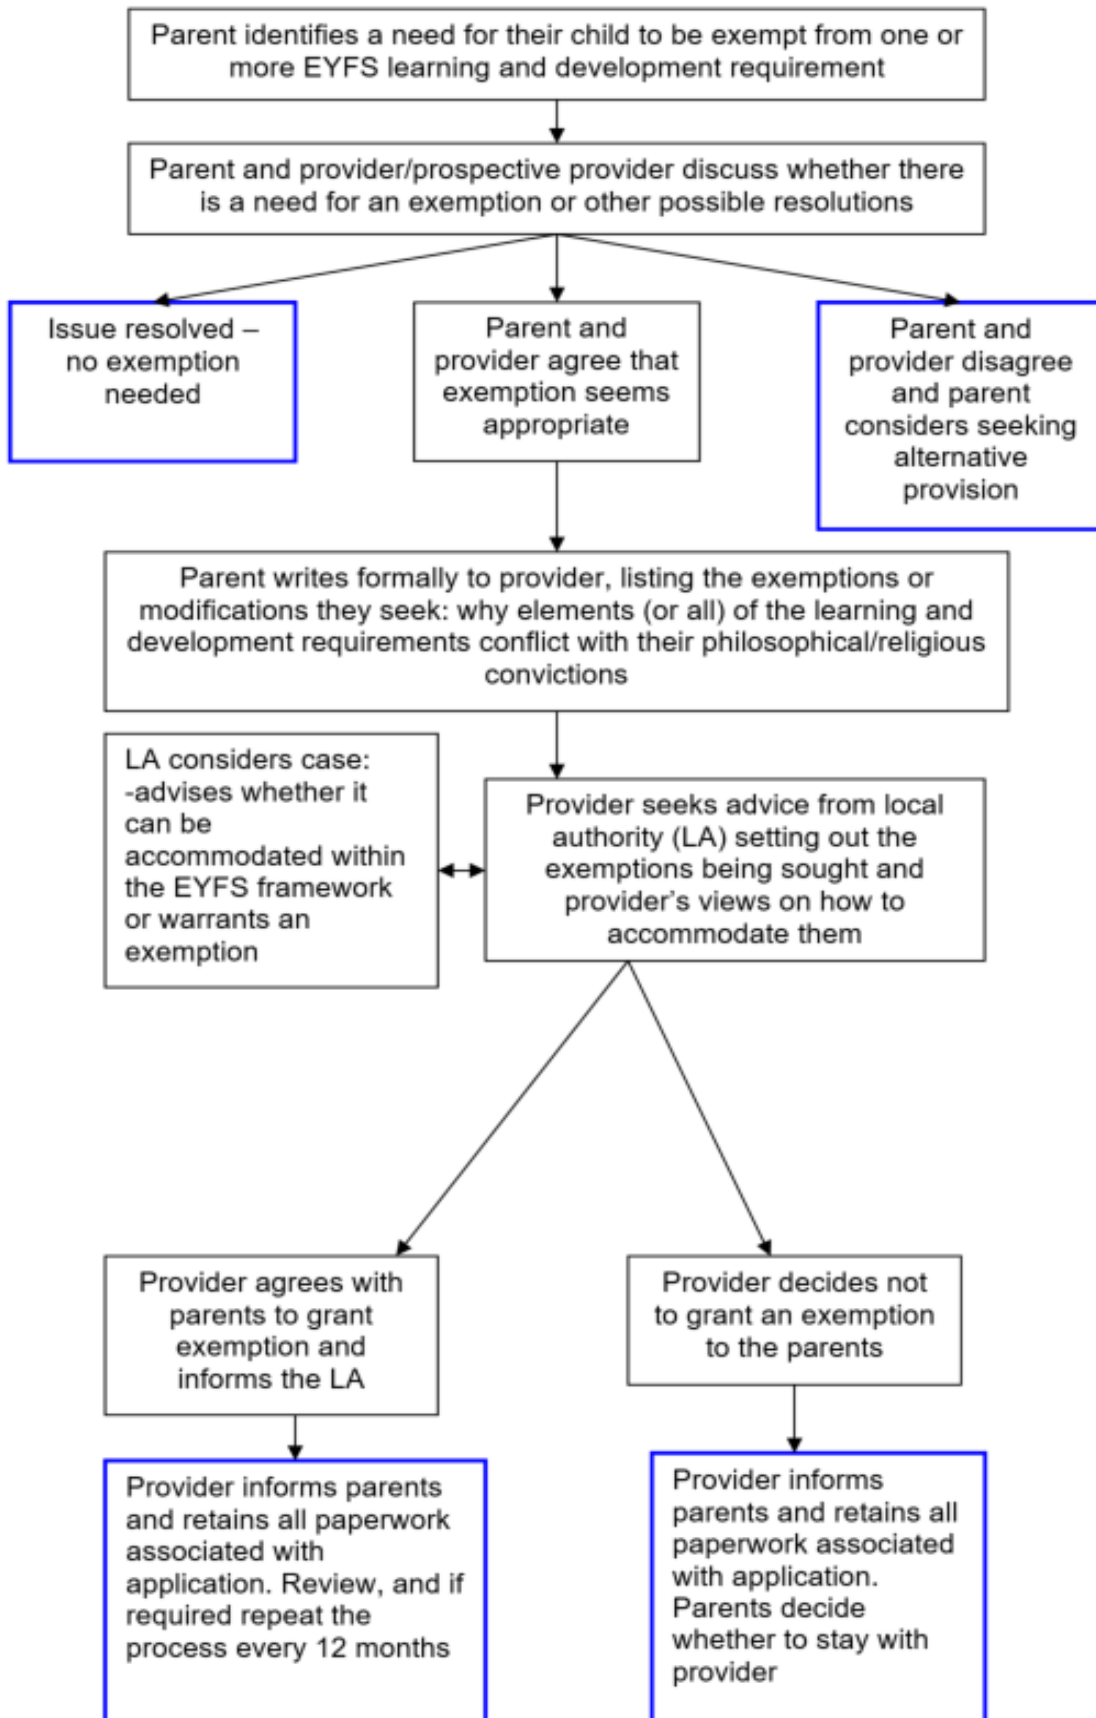 Parent identifies a need for their child to be exempt from one or
more EYFS learning and development requirement
Parent and provider/prospective provider discuss whether there
is a need for an exemption or other possible resolutions
Issue resolved –
no exemption
needed
Parent and
provider agree that
exemption seems
appropriate
Parent and
provider disagree
and parent
considers seeking
alternative
provision
Parent writes formally to provider, listing the exemptions or
modifications they seek: why elements (or all) of the learning and
development requirements conflict with their philosophical/religious
convictions
LA considers case:
-advises whether it
can be
accommodated within
the EYFS framework
or warrants an
exemption
Provider seeks advice from local
authority (LA) setting out the
exemptions being sought and
provider’s views on how to
accommodate them
Provider agrees with
parents to grant
exemption and
informs the LA
Provider decides not
to grant an exemption
to the parents
Provider informs parents
and retains all paperwork
associated with
application. Review, and if
required repeat the
process every 12 months
Provider informs
parents and retains all
paperwork associated
with application.
Parents decide
whether to stay with
provider